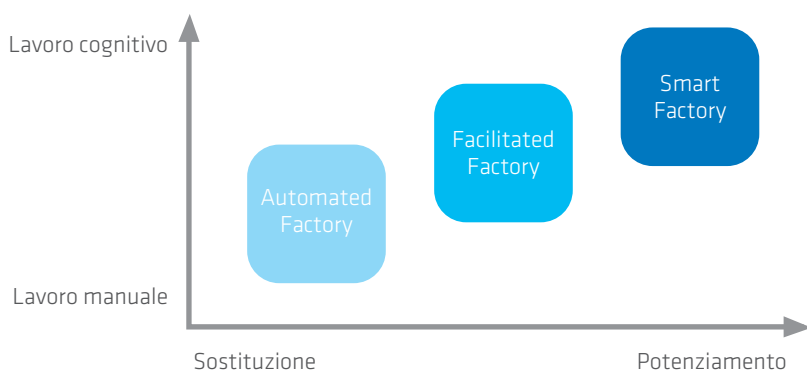 Lavoro cognitivo
Smart
Factory
Facilitated
Factory
Automated
Factory
Lavoro manuale
Sostituzione
Potenziamento